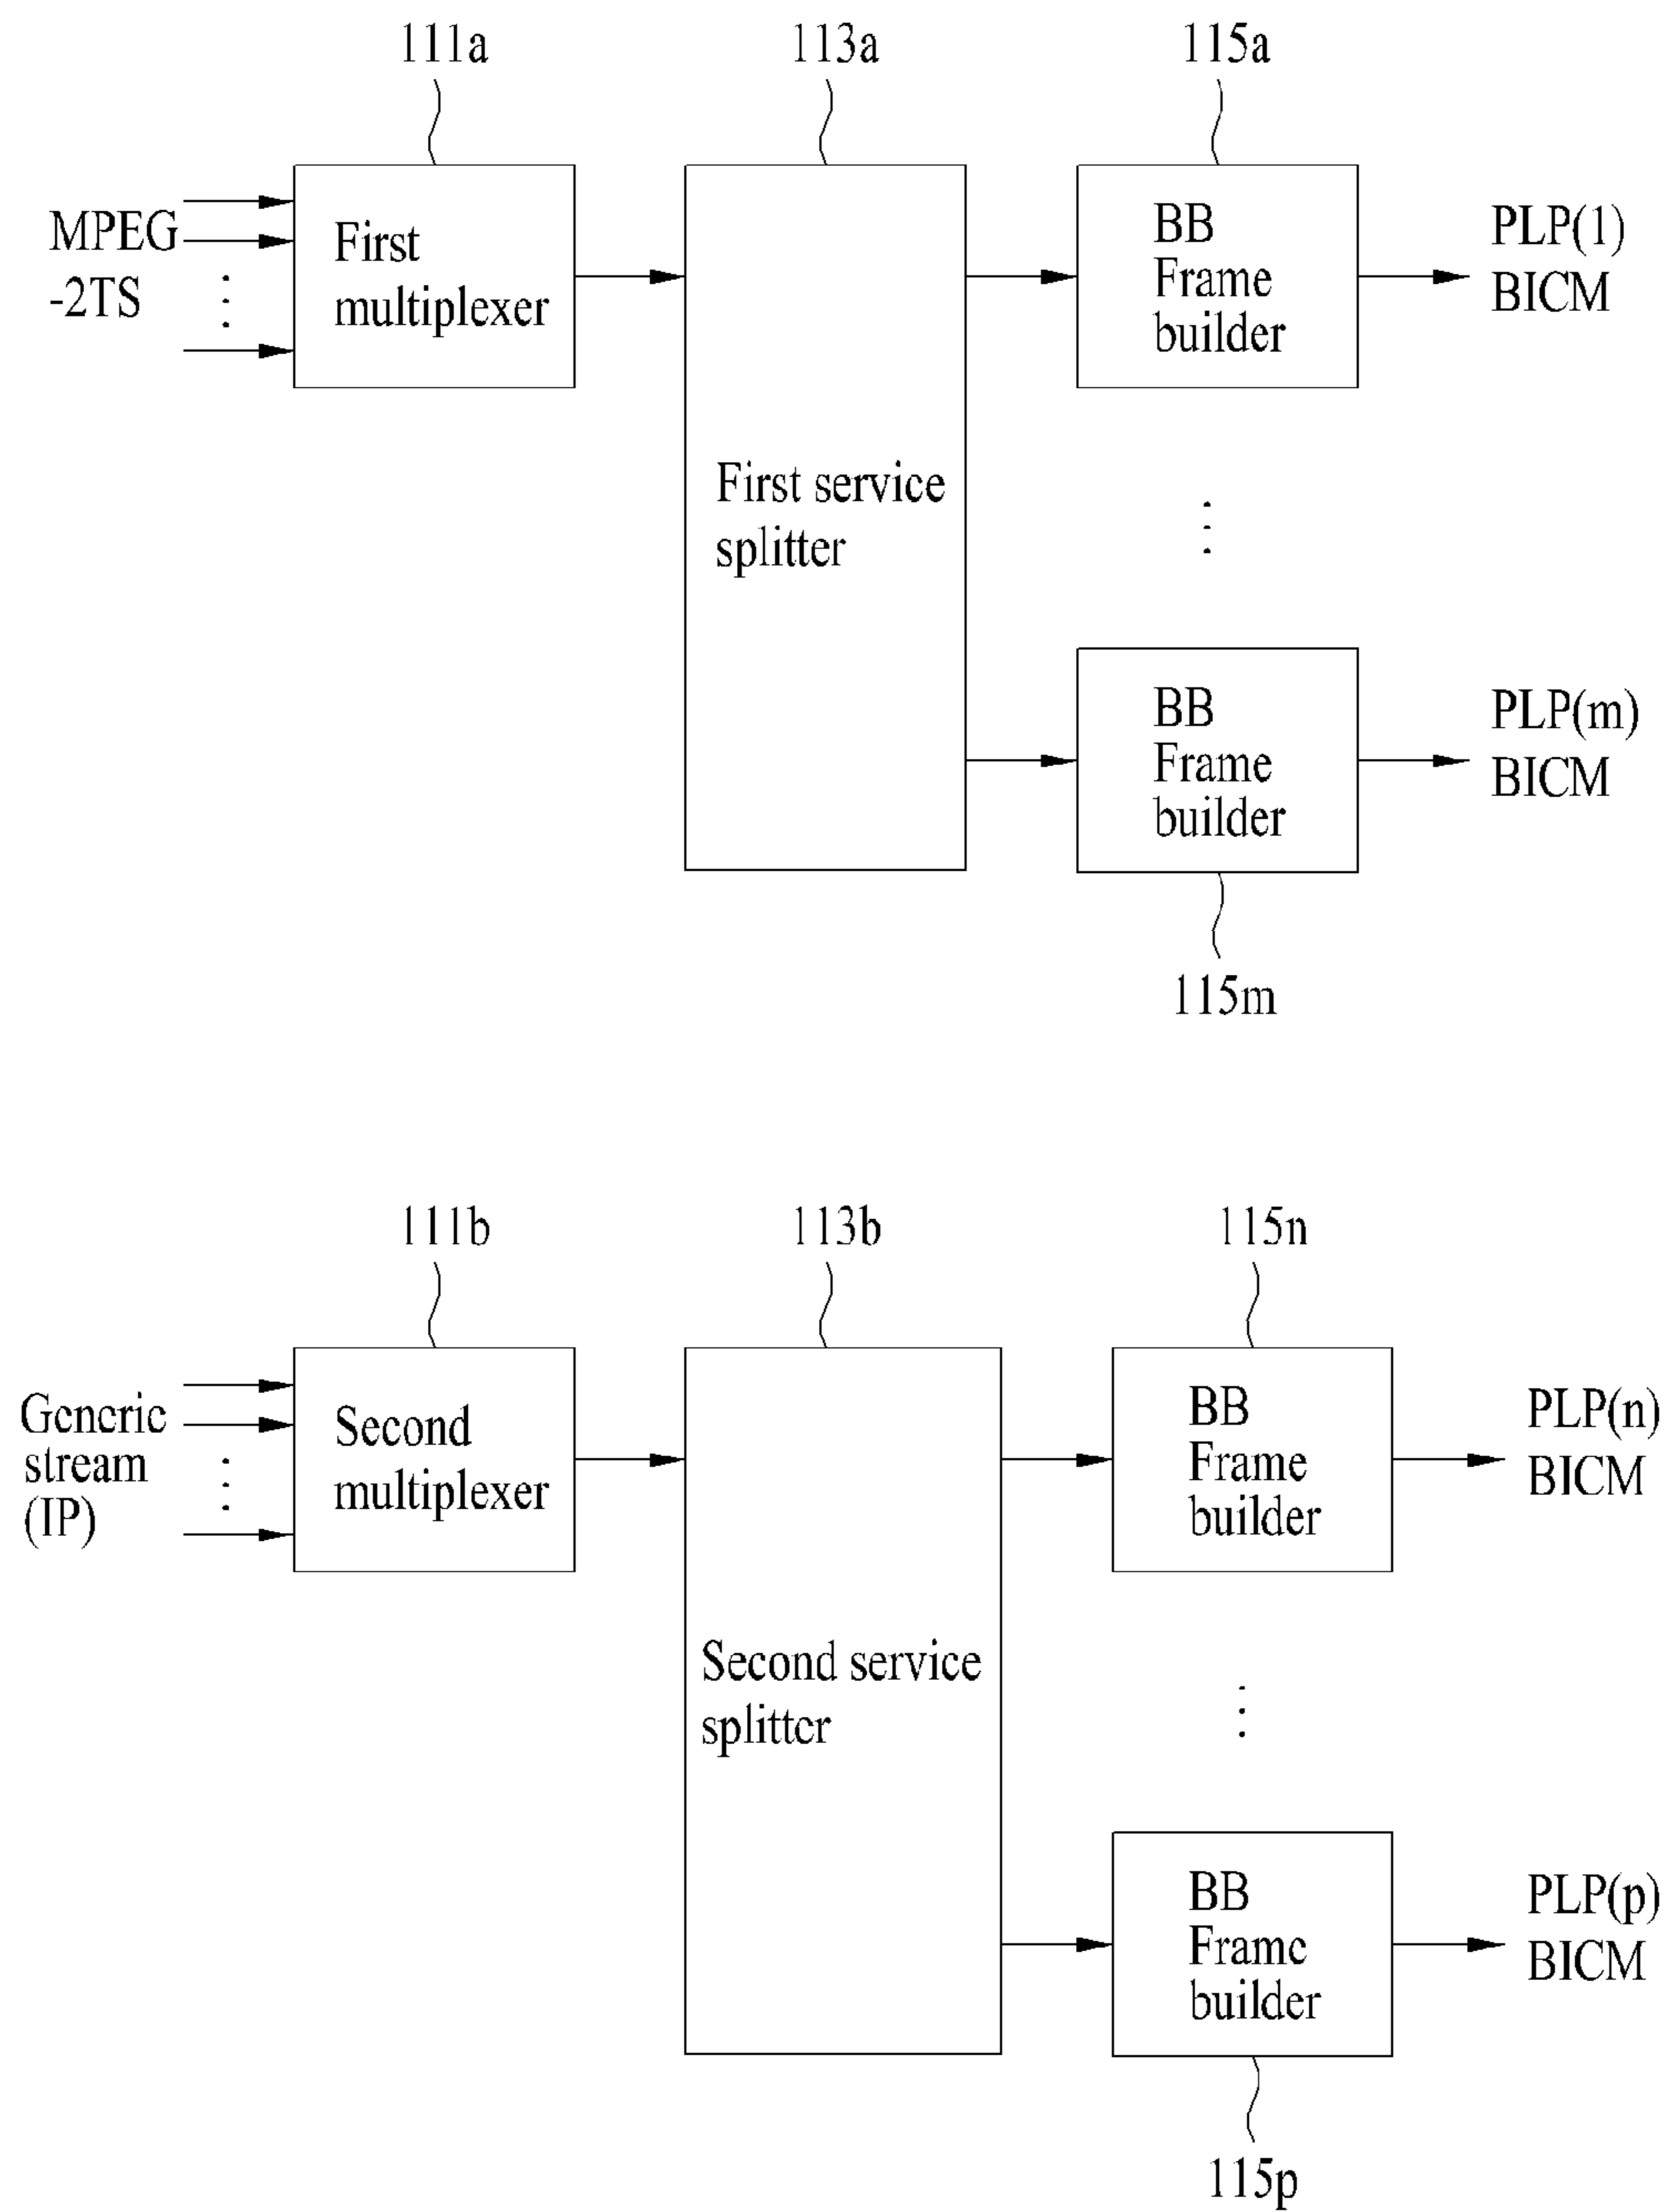 111a
113a
115a
MPEG
-2TS
First
multiplexer
First service
splitter
BB
Frame
builder
PLP(1)
BICM
BB
Frame
builder
PLP(m)
BICM
115m
111b
113b
115n
Generic
stream
(IP)
Second
multiplexer
Second service
splitter
BB
Frame
builder
PLP(n)
BICM
BB
Frame
builder
PLP(p)
BICM
115p